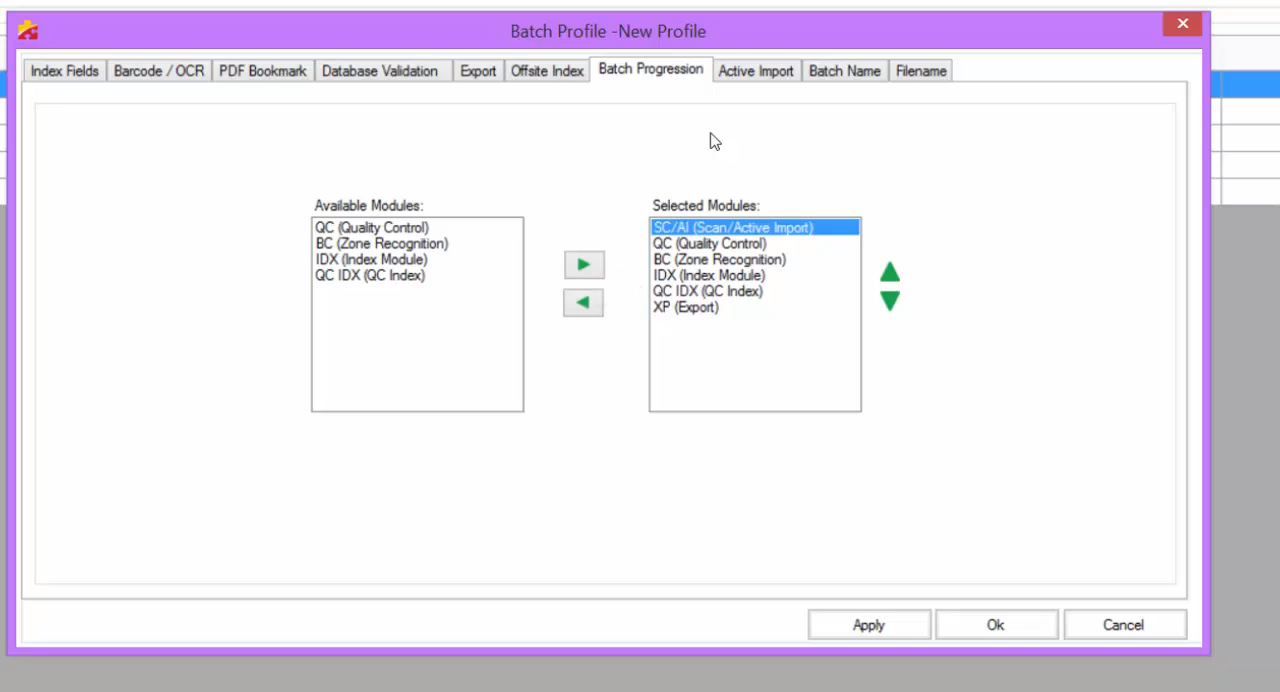 Batch Profile -New Profile
Index Fields Barcode / OCR PDF Bookmark Database Validation Export Offsite Index Batch Progression Active Import Batch Name Filename
Available Modules:
QC (Quality Control)
BC (Zone Recognition)
IDX (Index Module)
QC IDX (QC Index)
Selected Modules:
SC/AI (Scan/Active Import)
QC (Quality Control)
BC (Zone Recognition)
IDX (Index Module)
QC IDX (QC Index)
XP (Export)
Apply Ok Cancel